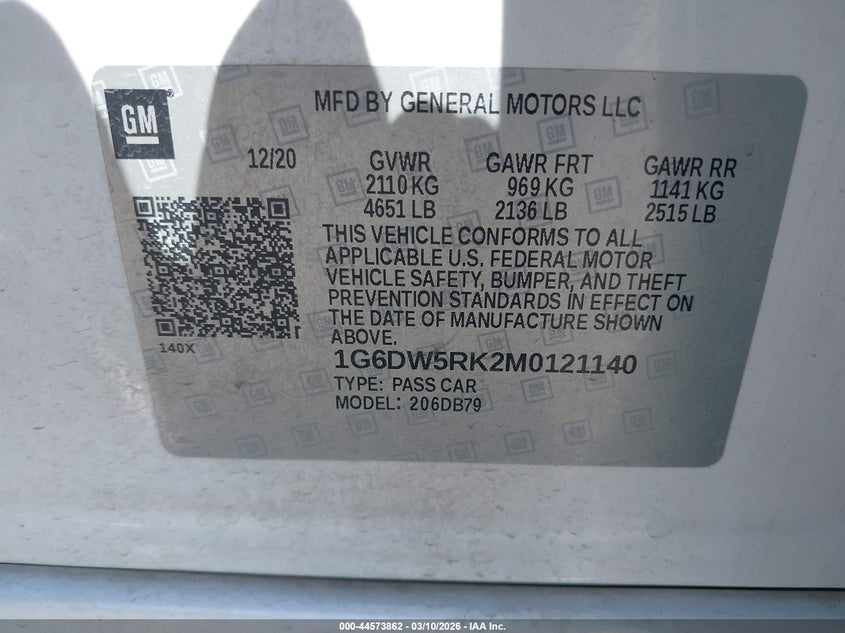 GM
MFD BY GENERAL MOTORS LLC
12/20
GVWR GAWR FRT GAWR RR
2110 KG 969 KG 1141 KG
4651 LB 2136 LB 2515 LB
THIS VEHICLE CONFORMS TO ALL
APPLICABLE U.S. FEDERAL MOTOR
VEHICLE SAFETY, BUMPER, AND THEFT
PREVENTION STANDARDS IN EFFECT ON
THE DATE OF MANUFACTURE SHOWN
ABOVE.
140X
1G6DW5RK2M0121140
TYPE: PASS CAR
MODEL: 206DB79
000-44573862 - 03/10/2026 - IAA Inc.